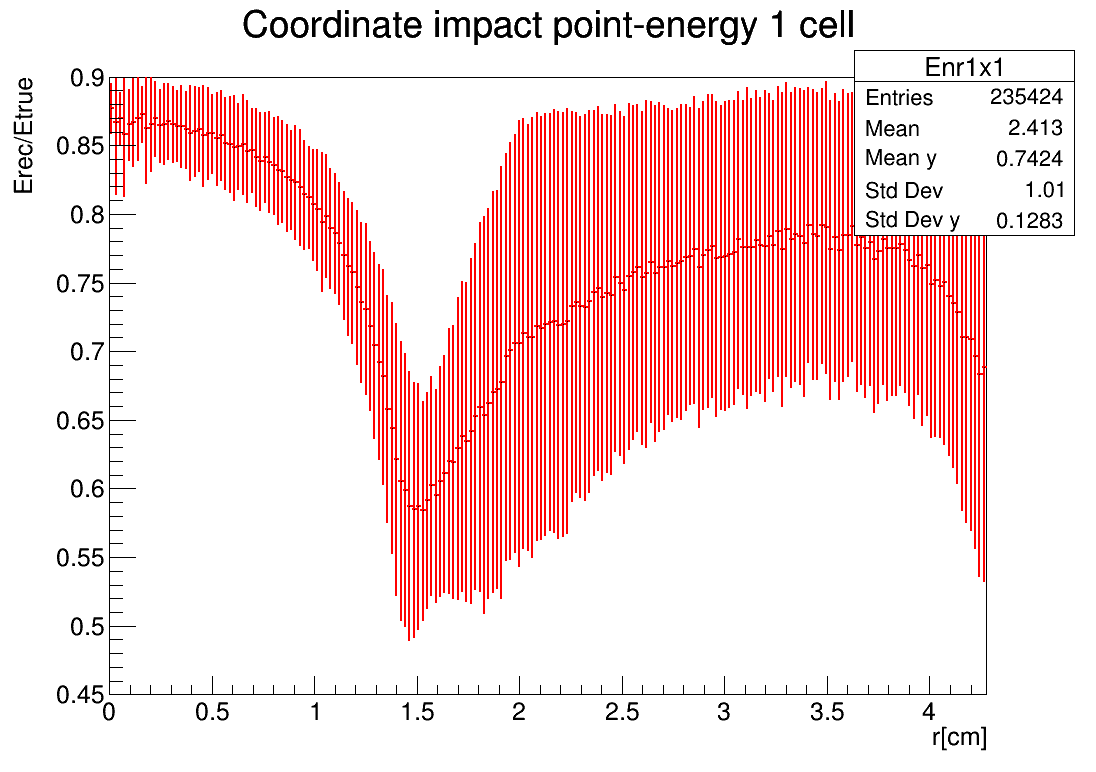 Coordinate impact point-energy 1 cell
Enr1x1
Entries 235424
Mean 2.413
Mean y 0.7424
Std Dev 1.01
Std Dev y 0.1283
Erec/Etrue
0.9
0.85
0.8
0.75
0.7
0.65
0.6
0.55
0.5
0.45
0 0.5 1 1.5 2 2.5 3 3.5 4
r[cm]